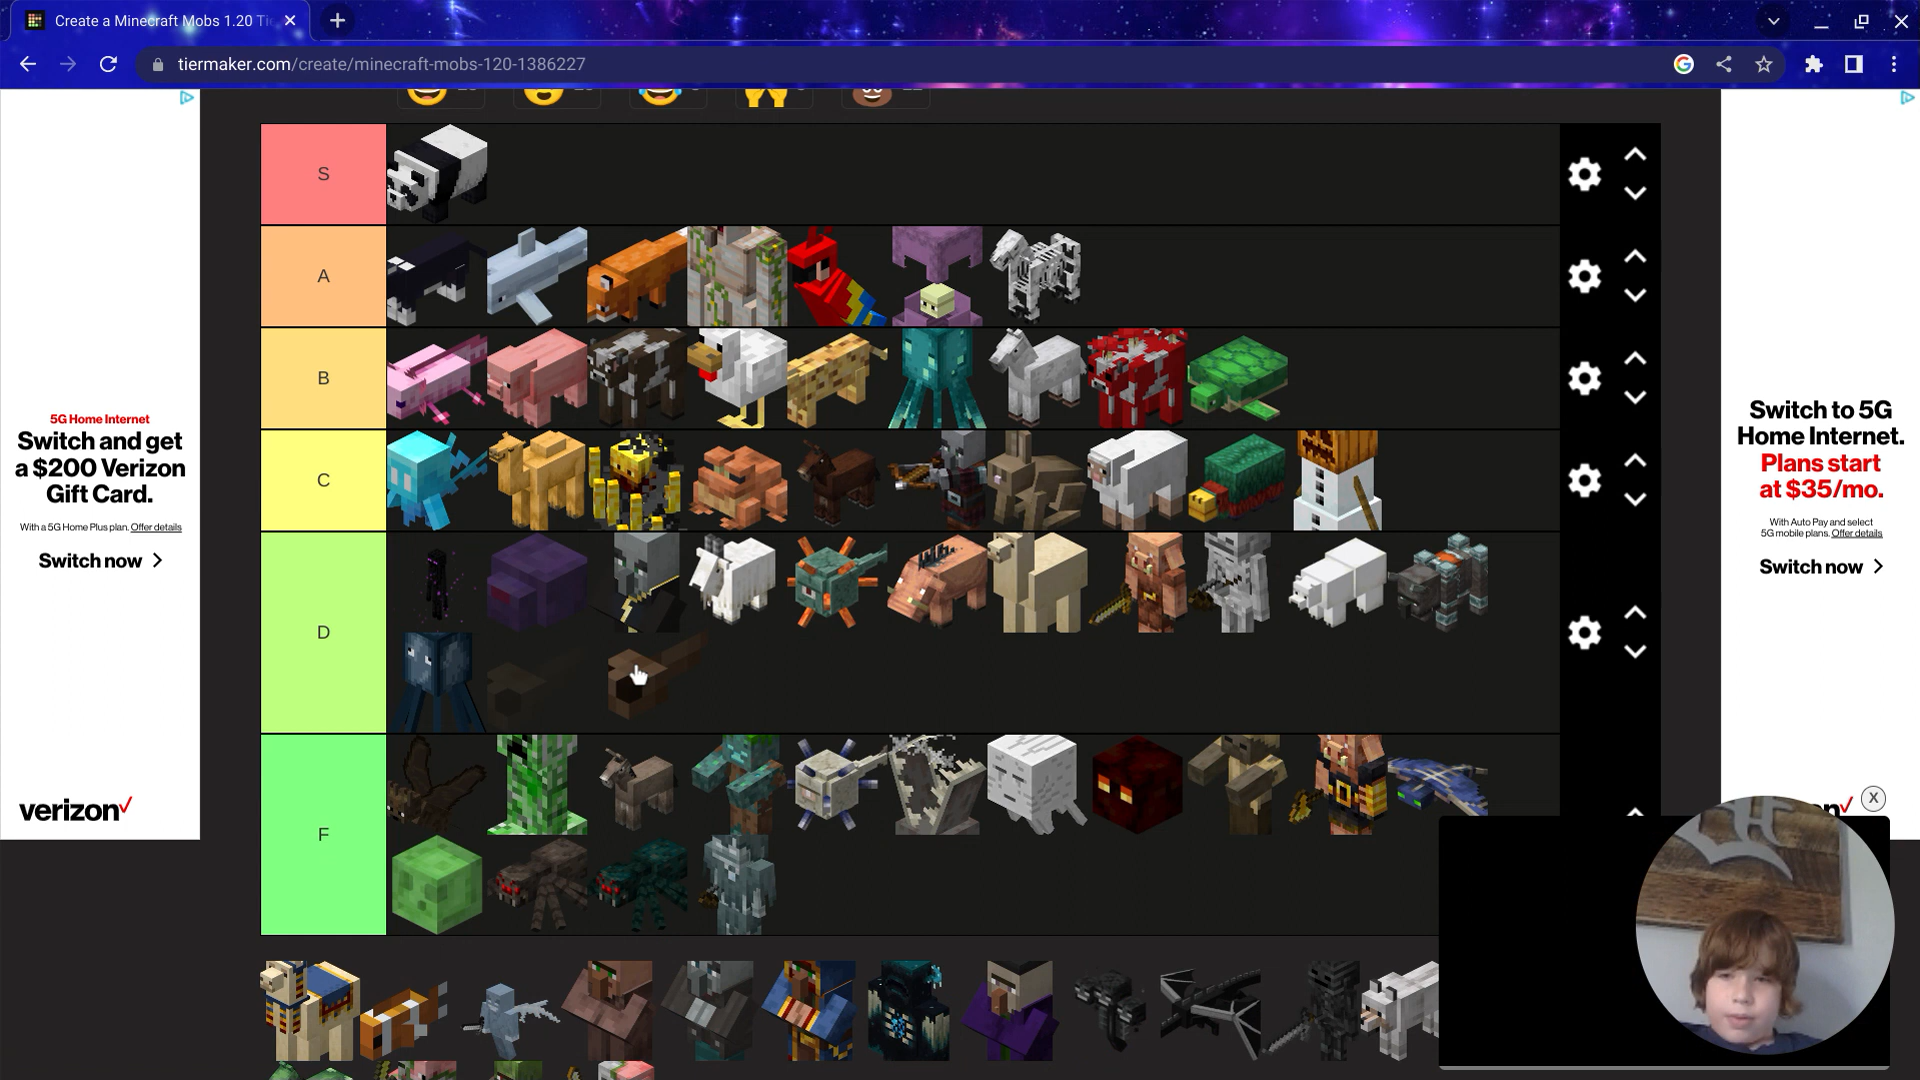 Create a Minecraft Mobs 1.20 Tie
tiermaker.com/create/minecraft-mobs-120-1386227
S
A
B
C
D
F
5G Home Internet
Switch and get
a $200 Verizon
Gift Card.
With a 5G Home Plus plan. Offer details
Switch now
verizon
Switch to 5G
Home Internet.
Plans start
at $35/mo.
With Auto Pay and select
5G mobile plans. Offer details
Switch now
X